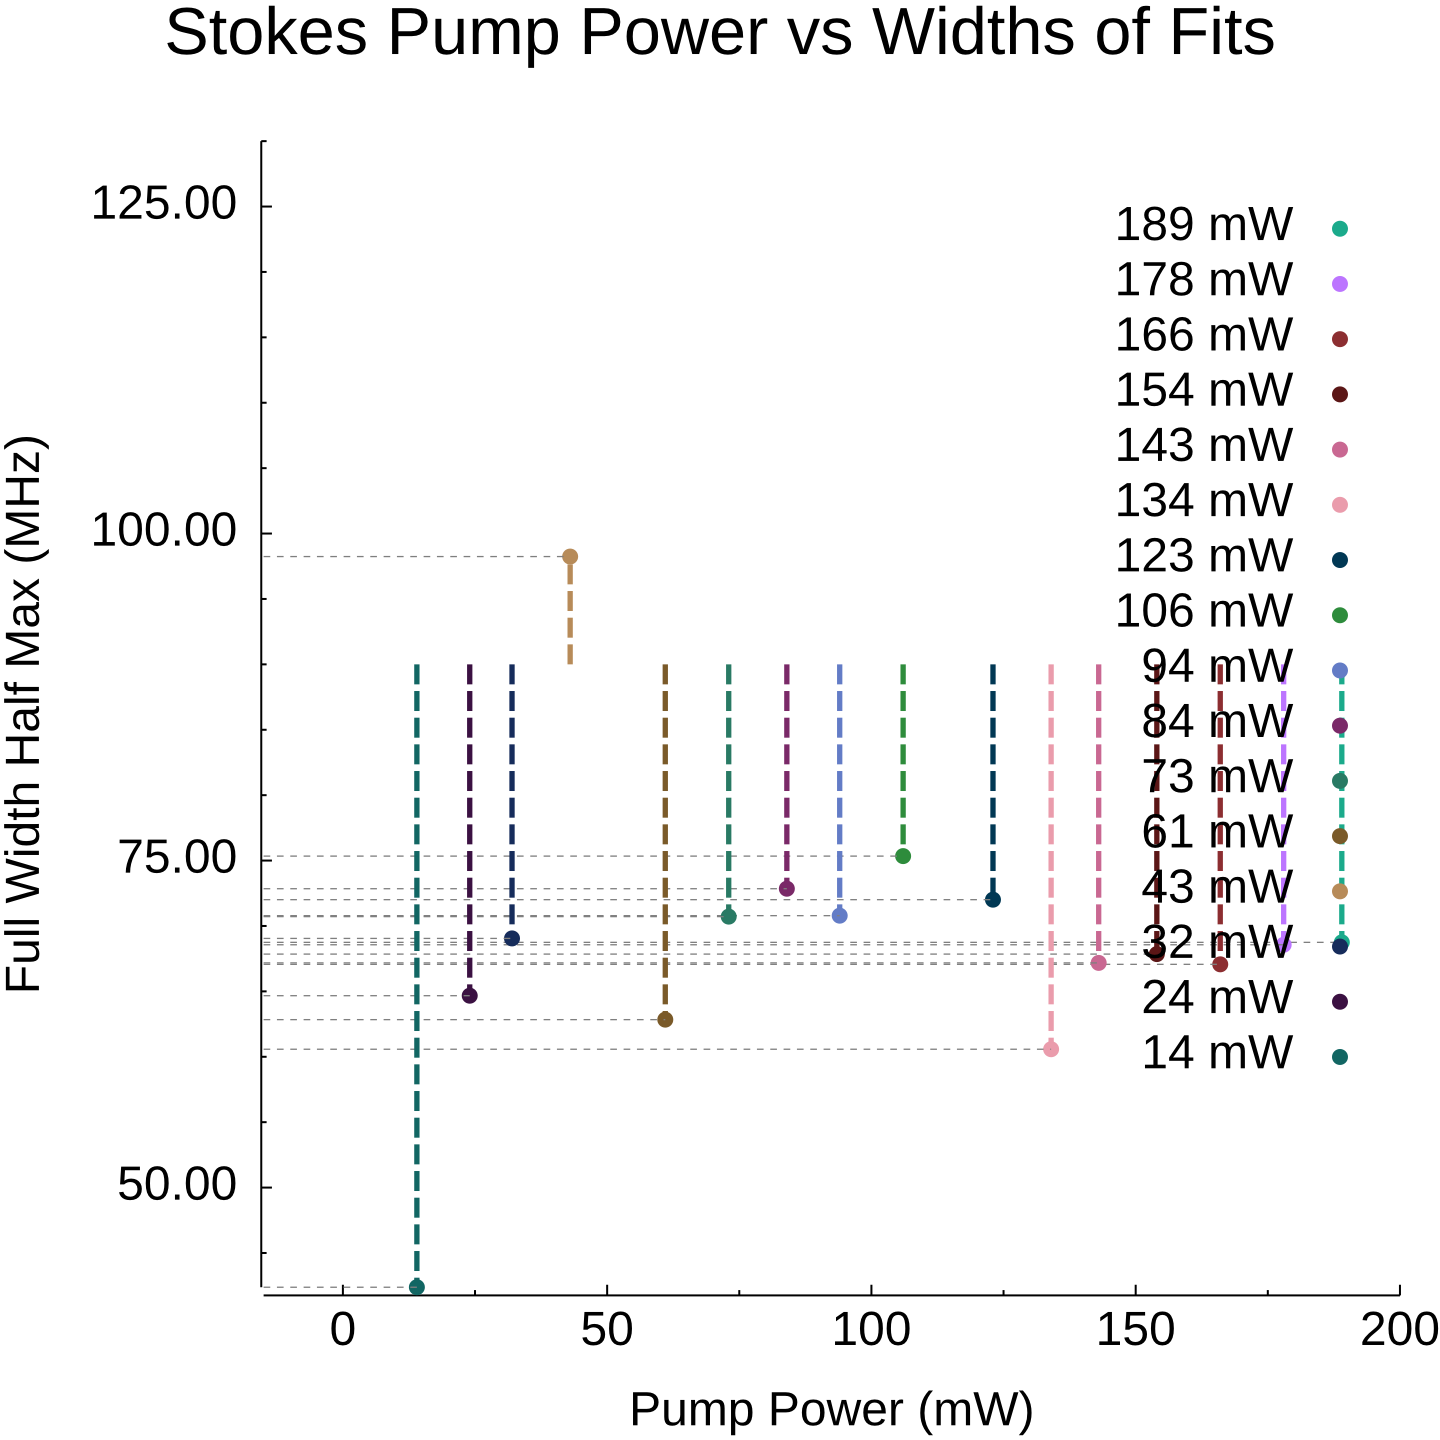 Stokes Pump Power vs Widths of Fits
125.00
100.00
75.00
50.00
Full Width Half Max (MHz)
189 mW
178 mW
166 mW
154 mW
143 mW
134 mW
123 mW
106 mW
94 mW
84 mW
73 mW
61 mW
43 mW
32 mW
24 mW
14 mW
0 50 100 150 200
Pump Power (mW)